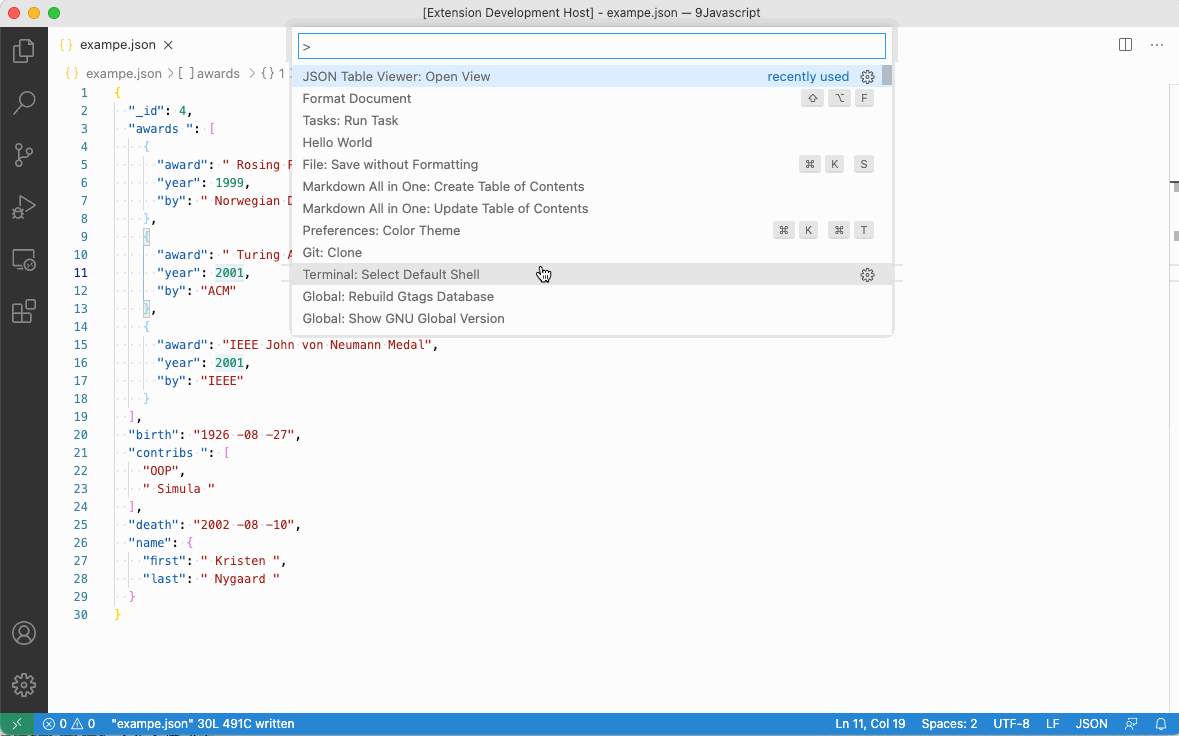 [Extension Development Host] - exampe.json — 9Javascript
{} exampe.json ×
{} exampe.json > [ ] awards > {} 1
>
JSON Table Viewer: Open View recently used
Format Document ⇧ ⌥ F
Tasks: Run Task
Hello World
File: Save without Formatting ⌘ K S
Markdown All in One: Create Table of Contents
Markdown All in One: Update Table of Contents
Preferences: Color Theme ⌘ K ⌘ T
Git: Clone
Terminal: Select Default Shell
Global: Rebuild Gtags Database
Global: Show GNU Global Version
1 {
2 "_id": 4,
3 "awards ": [
4 {
5 "award": " Rosing
6 "year": 1999,
7 "by": " Norwegian
8 },
9 {
10 "award": " Turing
11 "year": 2001,
12 "by": "ACM"
13 },
14 {
15 "award": "IEEE John von Neumann Medal",
16 "year": 2001,
17 "by": "IEEE"
18 }
19 ],
20 "birth": "1926 -08 -27",
21 "contribs ": [
22 "OOP",
23 " Simula "
24 ],
25 "death": "2002 -08 -10",
26 "name": {
27 "first": " Kristen ",
28 "last": " Nygaard "
29 }
30 }
0 0 "exampe.json" 30L 491C written Ln 11, Col 19 Spaces: 2 UTF-8 LF JSON